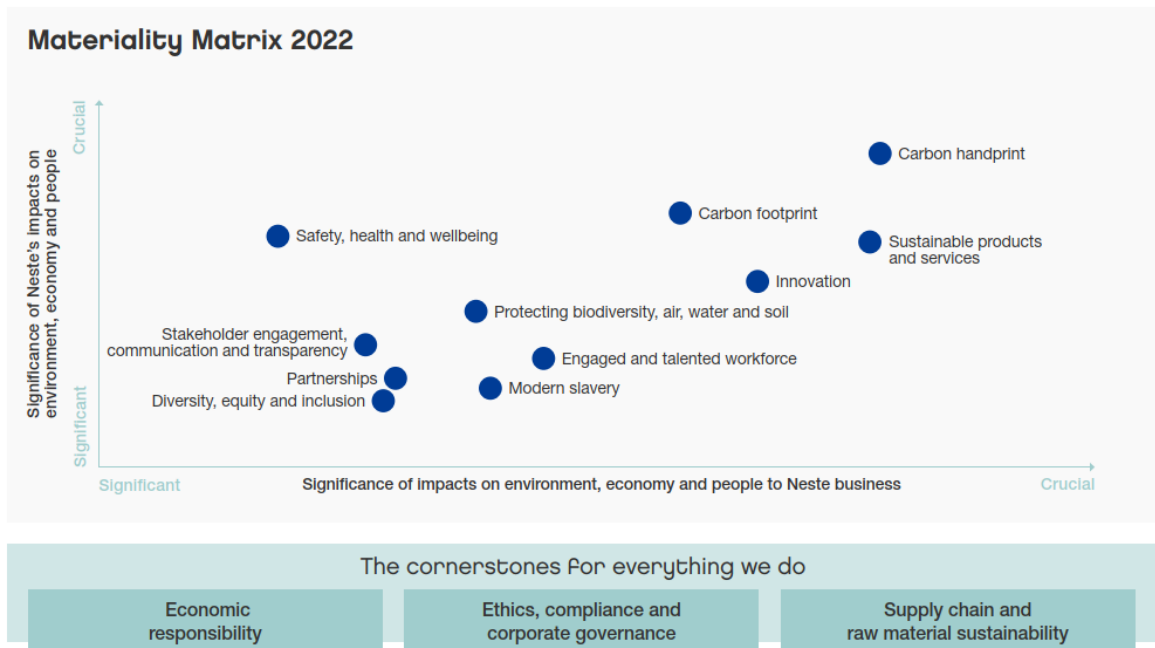 Materiality Matrix 2022
Crucial
Significance of Neste's impacts on
environment, economy and people
Significant
Carbon handprint
Carbon footprint
Safety, health and wellbeing
Sustainable products
and services
Innovation
Protecting biodiversity, air, water and soil
Stakeholder engagement,
communication and transparency
Engaged and talented workforce
Partnerships
Modern slavery
Diversity, equity and inclusion
Significant
Significance of impacts on environment, economy and people to Neste business
Crucial
The cornerstones for everything we do
Economic
responsibility
Ethics, compliance and
corporate governance
Supply chain and
raw material sustainability